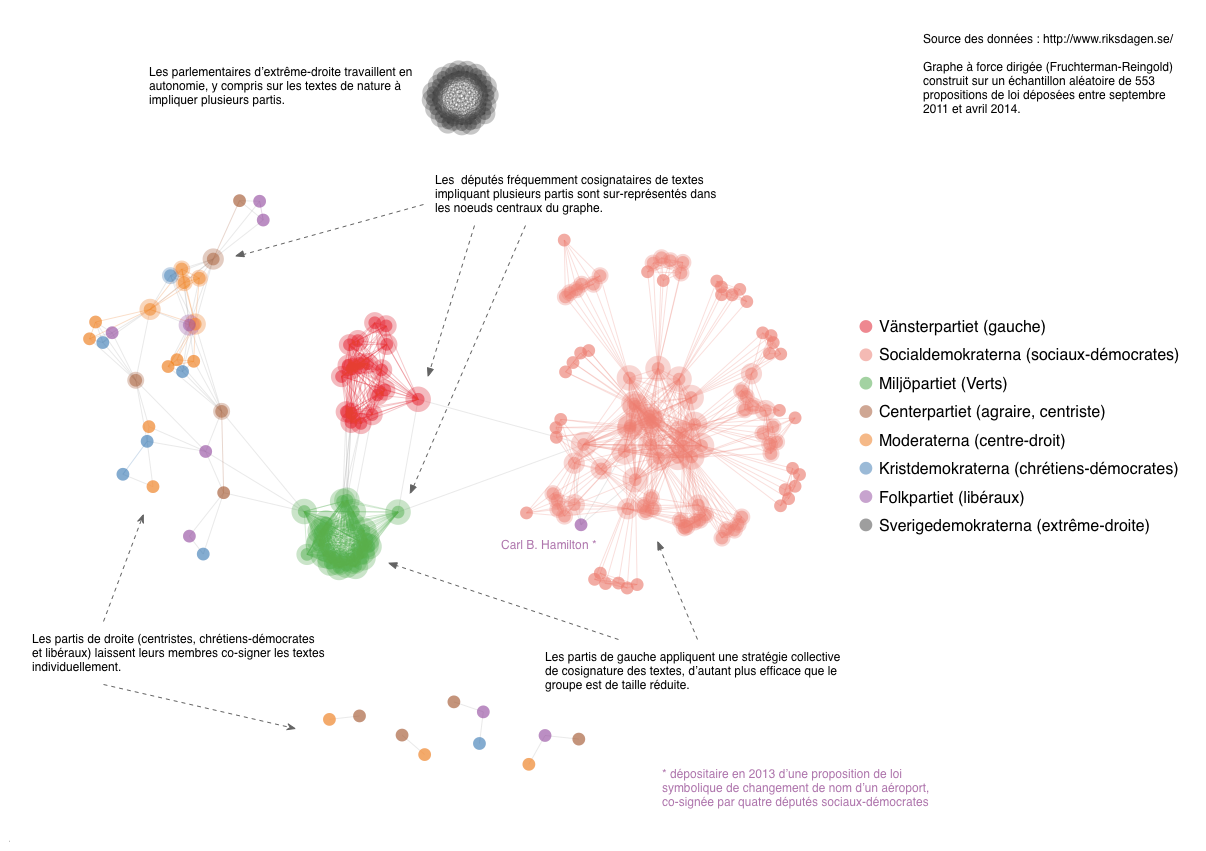 Source des données : http://www.riksdagen.se/
Graphe à force dirigée (Fruchterman-Reingold)
construit sur un échantillon aléatoire de 553
propositions de loi déposées entre septembre
2011 et avril 2014.
Les parlementaires d'extrême-droite travaillent en
autonomie, y compris sur les textes de nature à
impliquer plusieurs partis.
Les  députés fréquemment cosignataires de textes
impliquant plusieurs partis sont sur-représentés dans
les noeuds centraux du graphe.
Vänsterpartiet (gauche)
Socialdemokraterna (sociaux-démocrates)
Miljöpartiet (Verts)
Centerpartiet (agraire, centriste)
Moderaterna (centre-droit)
Kristdemokraterna (chrétiens-démocrates)
Folkpartiet (libéraux)
Sverigedemokraterna (extrême-droite)
Carl B. Hamilton *
Les partis de droite (centristes, chrétiens-démocrates
et libéraux) laissent leurs membres co-signer les textes
individuellement.
Les partis de gauche appliquent une stratégie collective
de cosignature des textes, d'autant plus efficace que le
groupe est de taille réduite.
* dépositaire en 2013 d'une proposition de loi
symbolique de changement de nom d'un aéroport,
co-signée par quatre députés sociaux-démocrates